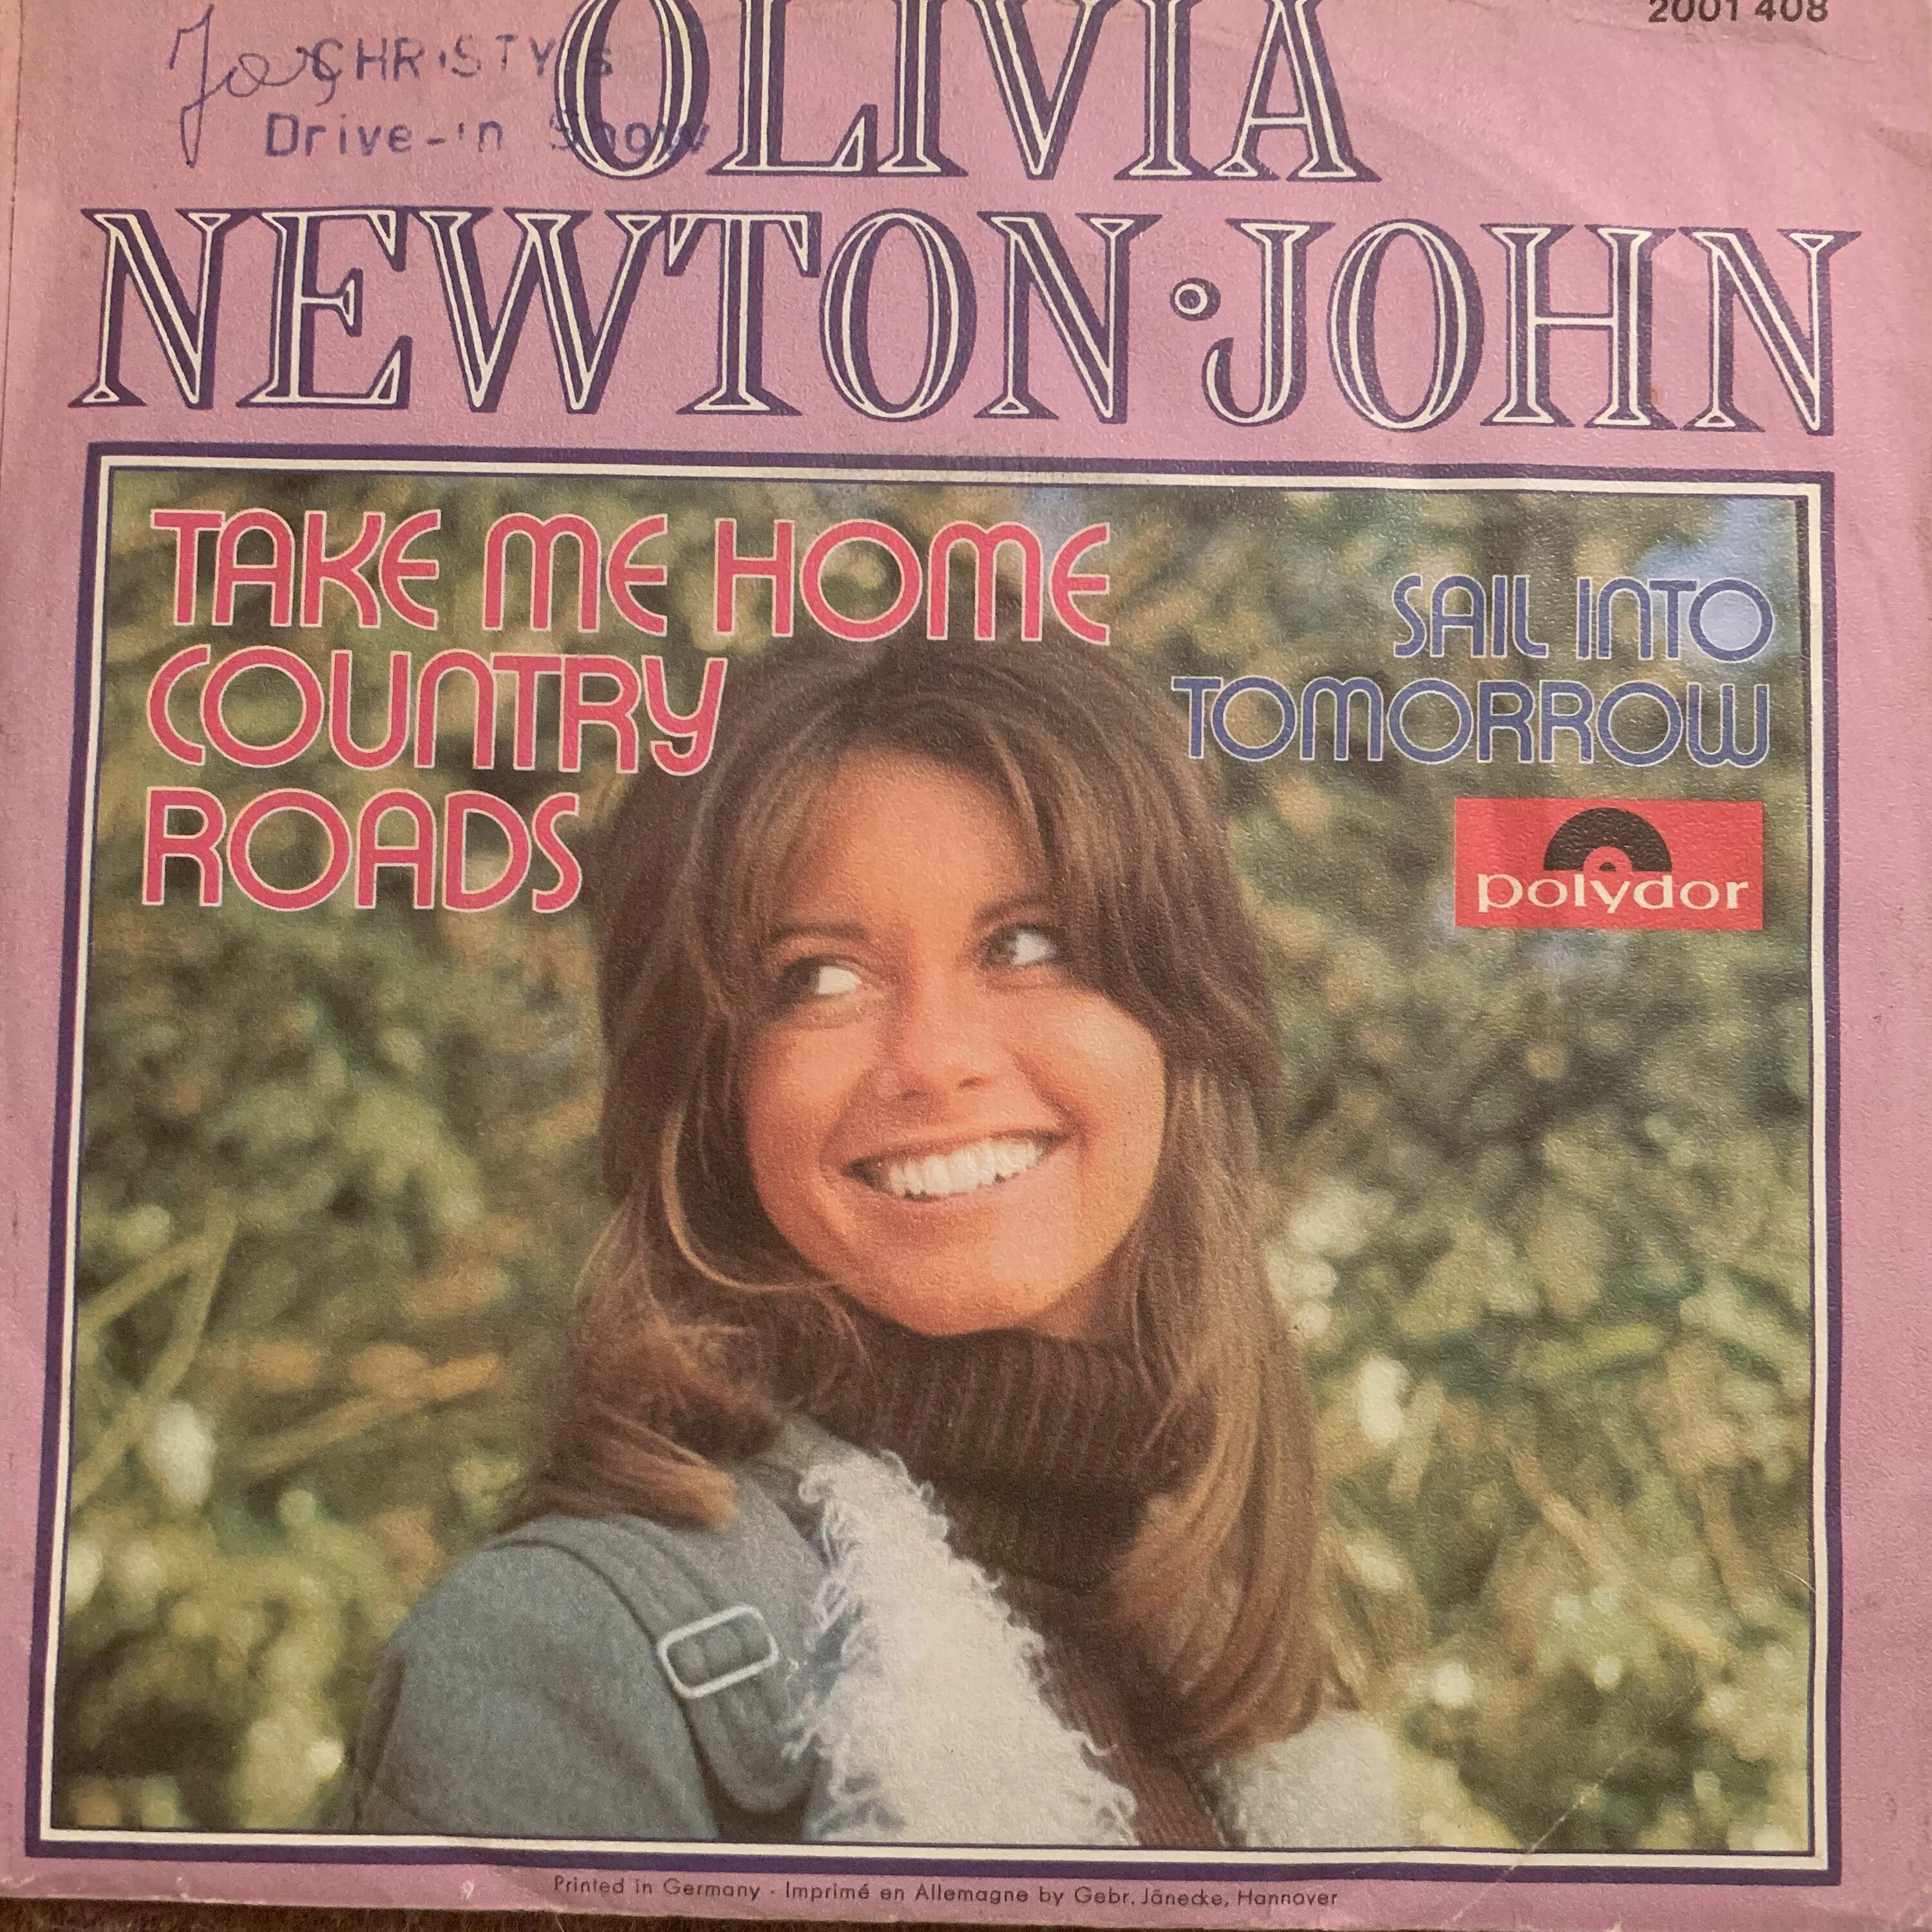 2001 408
CHRISTY's
Drive-in Show
OLIVIA
NEWTON·JOHN
TAKE ME HOME
COUNTRY
ROADS
SAIL INTO
TOMORROW
polydor
Printed in Germany · Imprimé en Allemagne by Gebr. Jänecke, Hannover